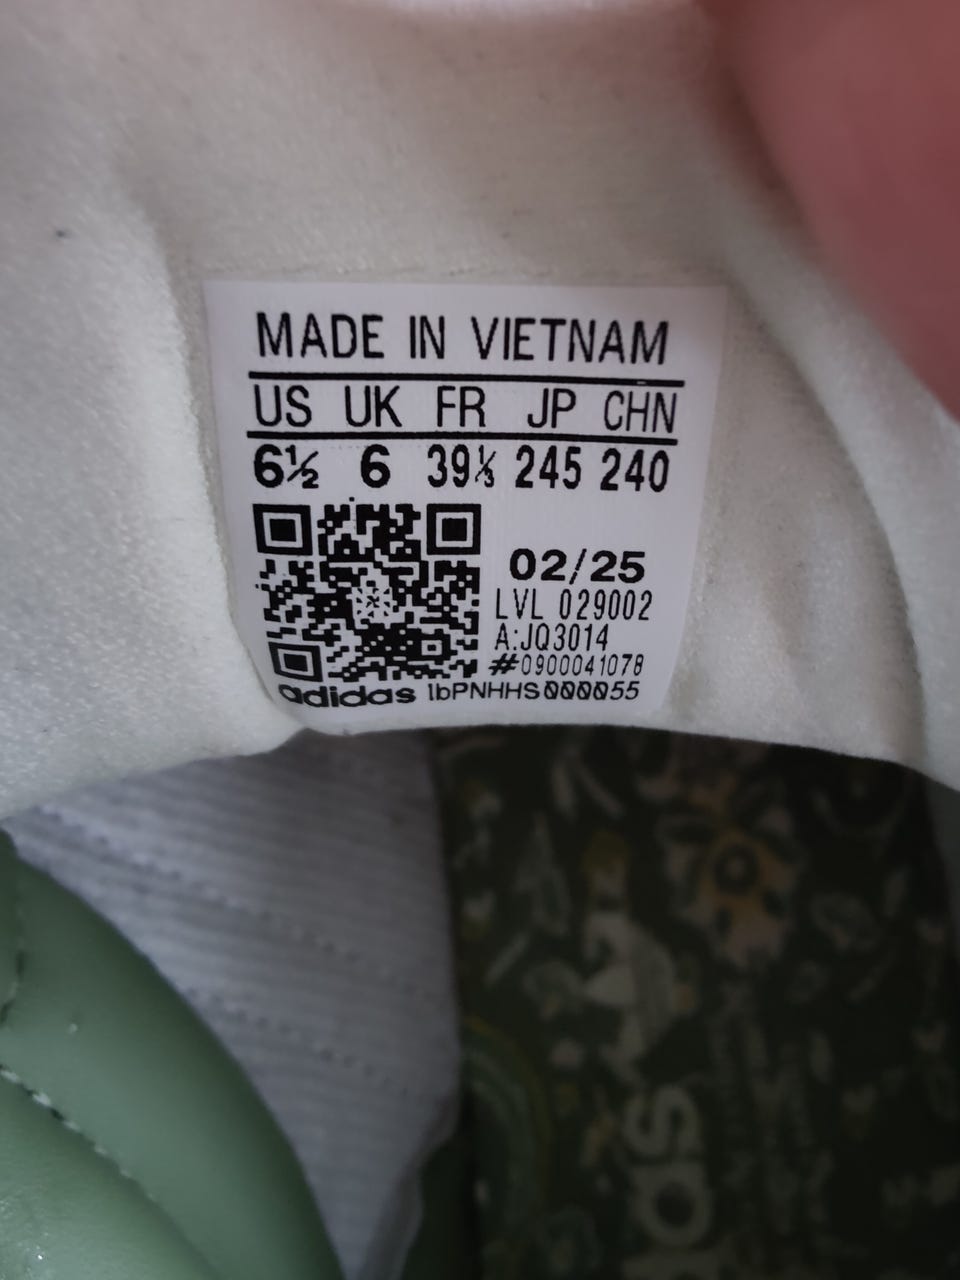 MADE IN VIETNAM
US UK FR JP CHN
6½ 6 39⅓ 245 240
02/25
LVL 029002
A:JQ3014
#0900041078
adidas IbPNHHS000055